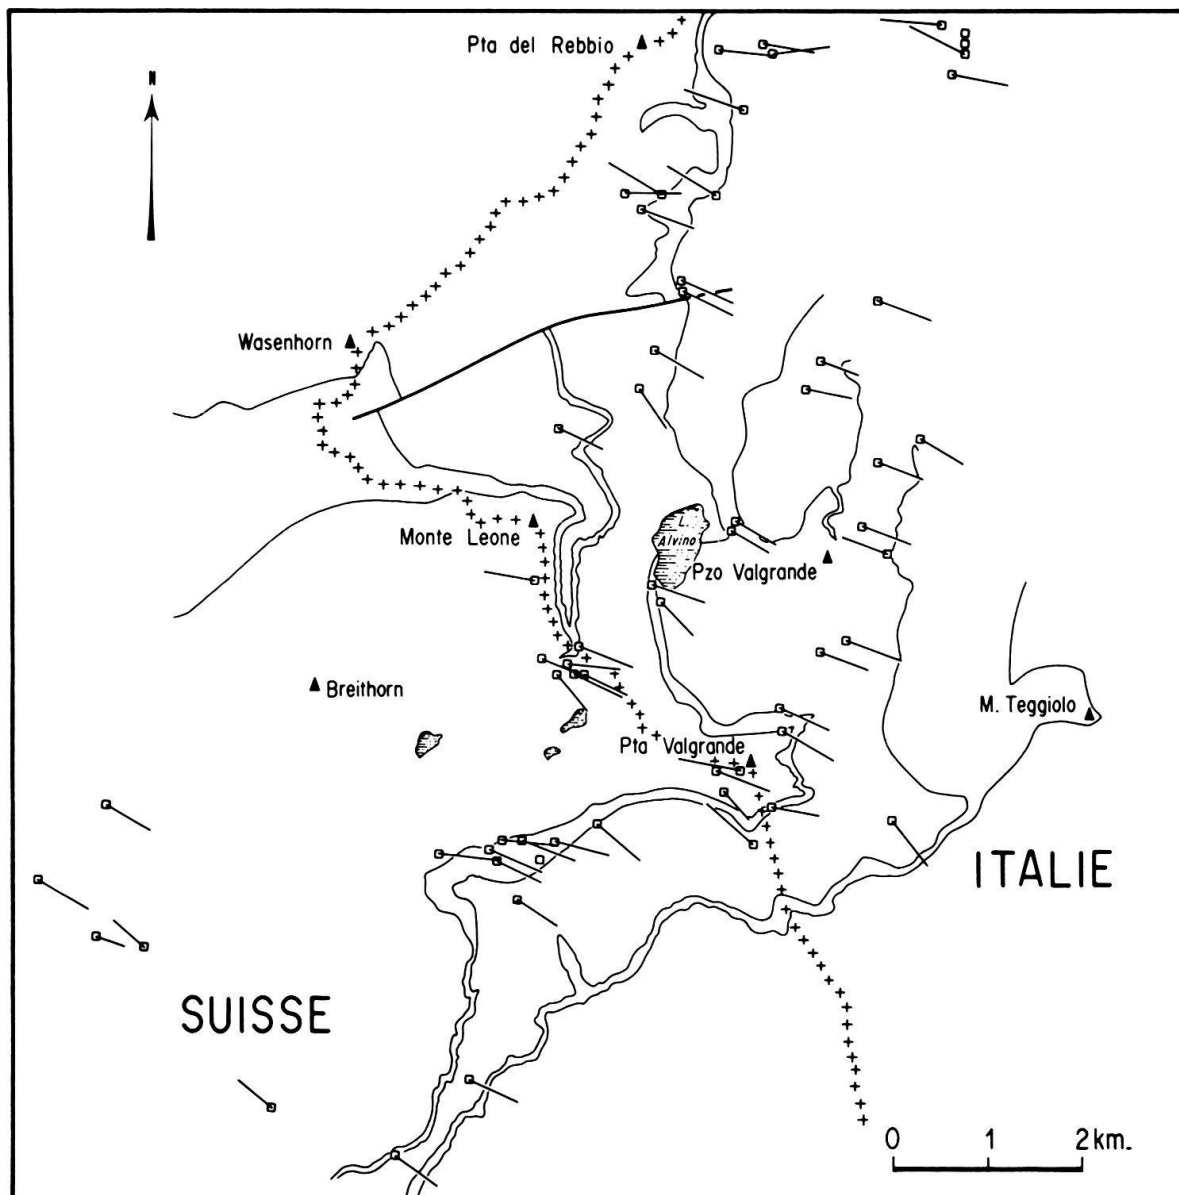 Pta del Rebbio
N
Wasenhorn
Monte Leone
L.
Alvino
Pzo Valgrande
Breithorn
M. Teggiolo
Pta Valgrande
ITALIE
SUISSE
0 1 2 km.